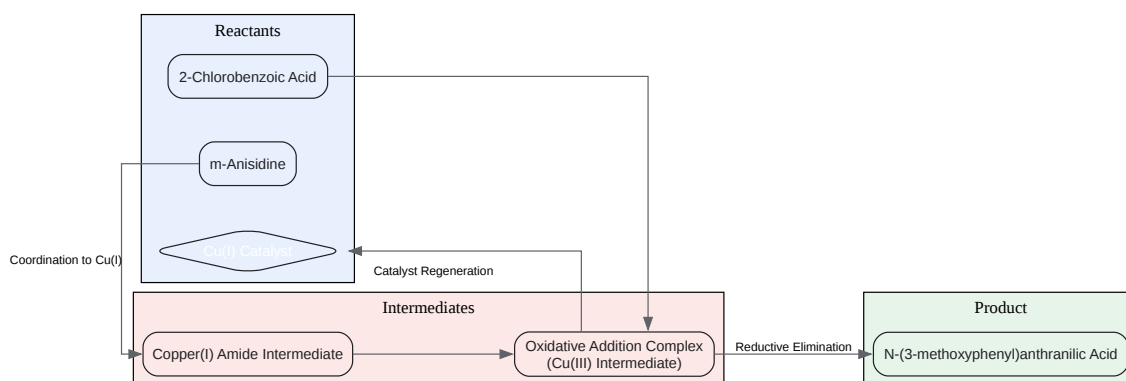 Reactants
2-Chlorobenzoic Acid
m-Anisidine
Cu(I) Catalyst
Coordination to Cu(I)
Catalyst Regeneration
Intermediates
Copper(I) Amide Intermediate
Oxidative Addition Complex
(Cu(III) Intermediate)
Reductive Elimination
Product
N-(3-methoxyphenyl)anthranilic Acid